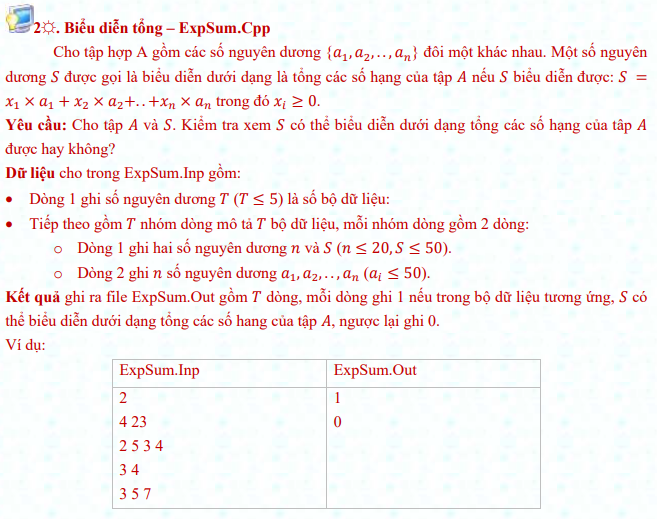 2☼. Biểu diễn tổng – ExpSum.Cpp
Cho tập hợp A gồm các số nguyên dương {a₁, a₂, . . , aₙ} đôi một khác nhau. Một số nguyên
dương S được gọi là biểu diễn dưới dạng là tổng các số hạng của tập A nếu S biểu diễn được: S =
x₁ × a₁ + x₂ × a₂+. . +xₙ × aₙ trong đó xᵢ ≥ 0.
Yêu cầu: Cho tập A và S. Kiểm tra xem S có thể biểu diễn dưới dạng tổng các số hạng của tâp A
được hay không?
Dữ liệu cho trong ExpSum.Inp gồm:
• Dòng 1 ghi số nguyên dương T (T ≤ 5) là số bộ dữ liệu:
• Tiếp theo gồm T nhóm dòng mô tả T bộ dữ liệu, mỗi nhóm dòng gồm 2 dòng:
o Dòng 1 ghi hai số nguyên dương n và S (n ≤ 20, S ≤ 50).
o Dòng 2 ghi n số nguyên dương a₁, a₂, . . , aₙ (aᵢ ≤ 50).
Kết quả ghi ra file ExpSum.Out gồm T dòng, mỗi dòng ghi 1 nếu trong bộ dữ liệu tương ứng, S có
thể biểu diễn dưới dạng tổng các số hang của tập A, ngược lại ghi 0.
Ví dụ:
ExpSum.Inp ExpSum.Out
2 1
4 23 0
2 5 3 4
3 4
3 5 7